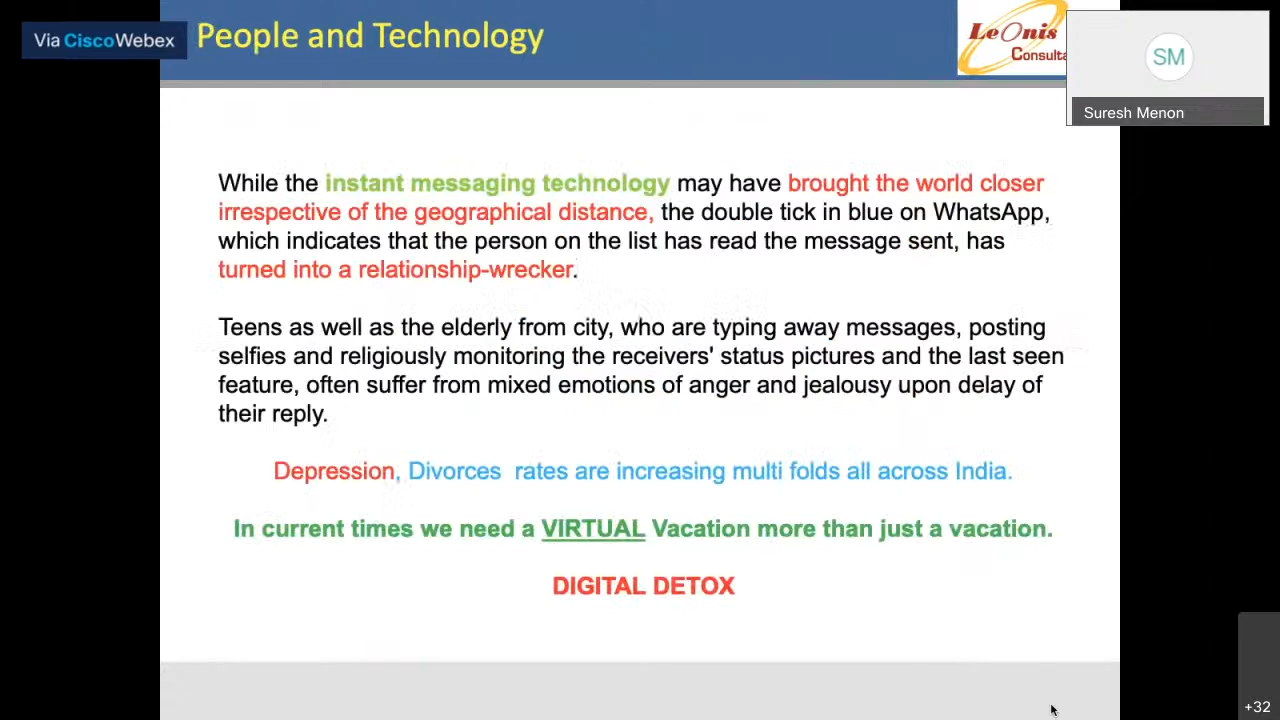 Via Cisco Webex
People and Technology
LeOnis
Consulta
SM
Suresh Menon
While the instant messaging technology may have brought the world closer
irrespective of the geographical distance, the double tick in blue on WhatsApp,
which indicates that the person on the list has read the message sent, has
turned into a relationship-wrecker.
Teens as well as the elderly from city, who are typing away messages, posting
selfies and religiously monitoring the receivers' status pictures and the last seen
feature, often suffer from mixed emotions of anger and jealousy upon delay of
their reply.
Depression, Divorces  rates are increasing multi folds all across India.
In current times we need a VIRTUAL Vacation more than just a vacation.
DIGITAL DETOX
+32